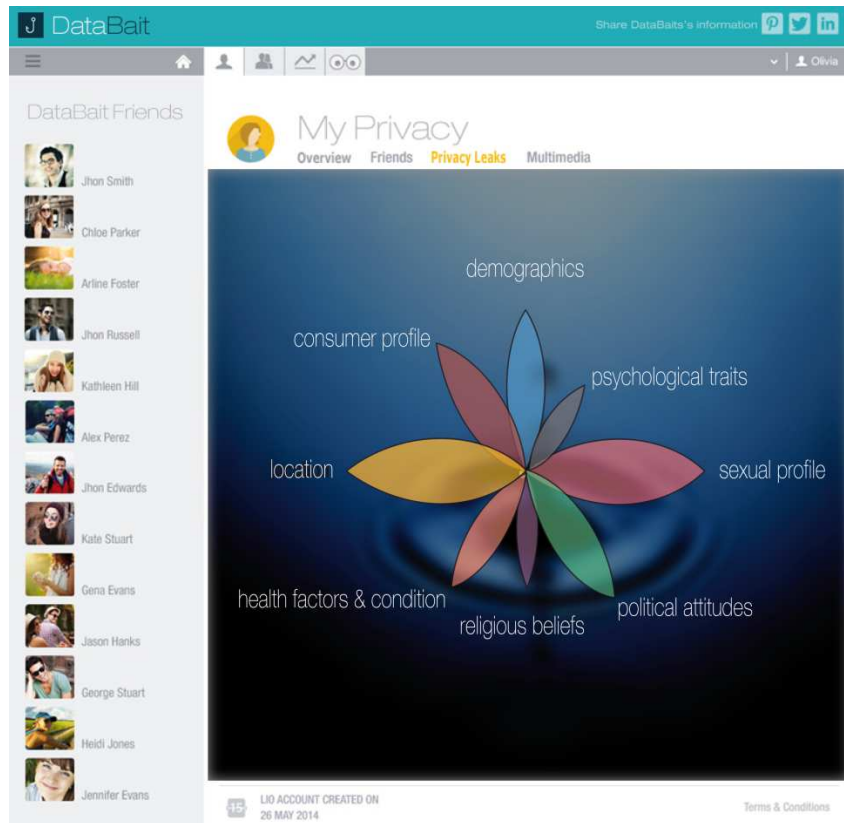 DataBait
Share DataBaits's information
Olivia
DataBait Friends
Jhon Smith
Chloe Parker
Arline Foster
Jhon Russell
Kathleen Hill
Alex Perez
Jhon Edwards
Kate Stuart
Gena Evans
Jason Hanks
George Stuart
Heidi Jones
Jennifer Evans
My Privacy
Overview Friends Privacy Leaks Multimedia
demographics
consumer profile
psychological traits
location
sexual profile
health factors & condition
religious beliefs
political attitudes
15
LIO ACCOUNT CREATED ON
26 MAY 2014
Terms & Conditions